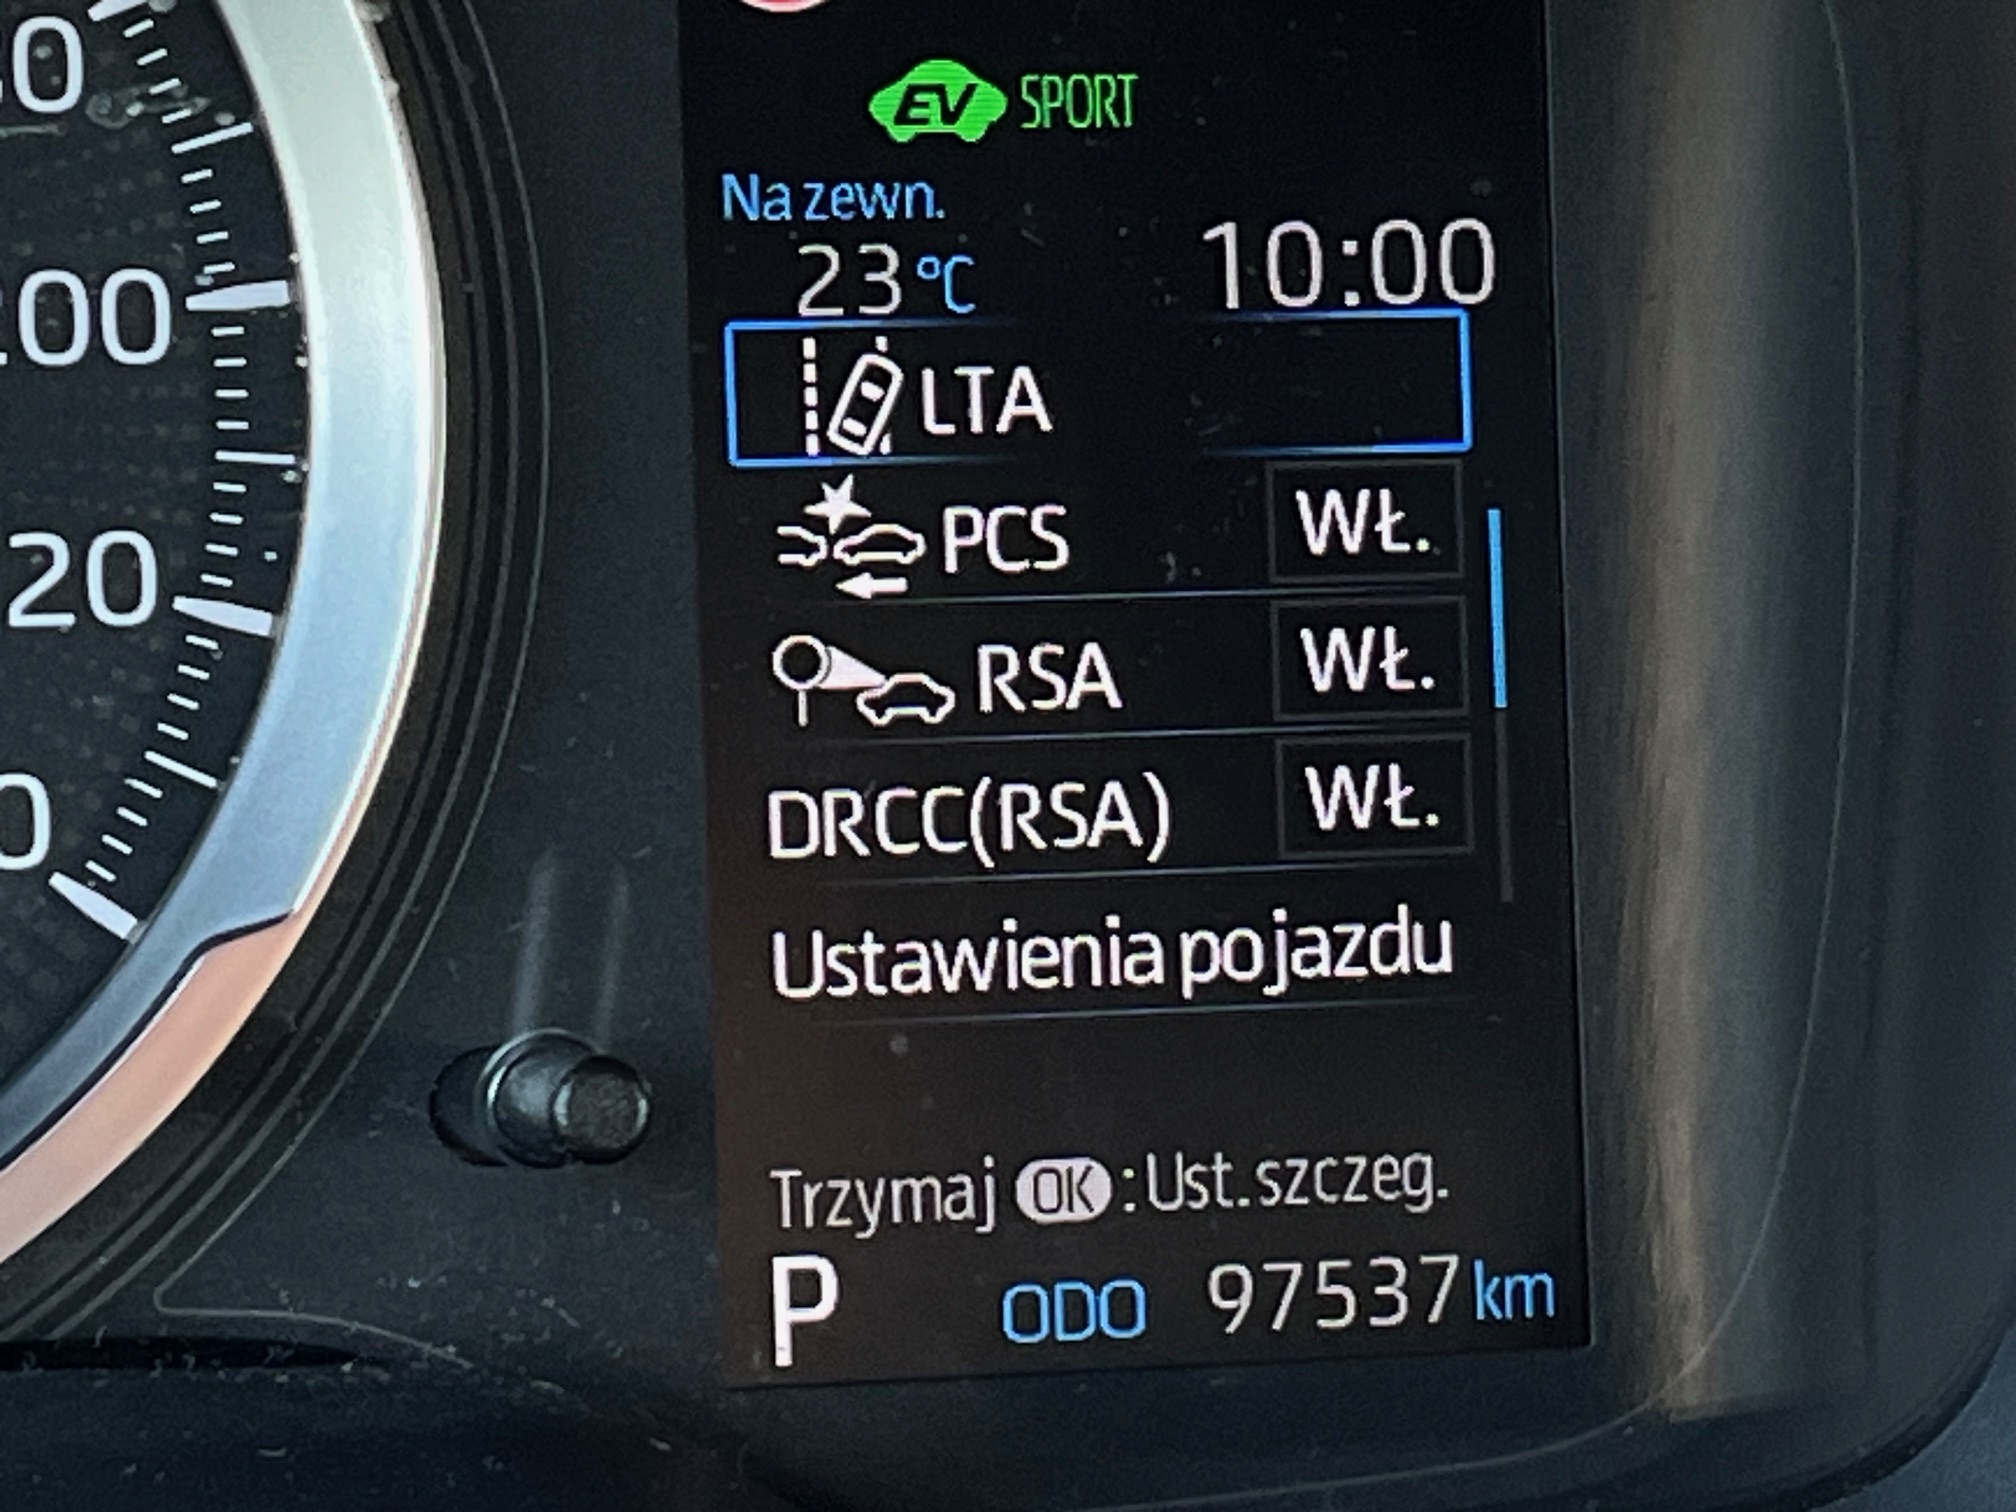 EV SPORT
Na zewn.
23°C 10:00
LTA
PCS WŁ.
RSA WŁ.
DRCC(RSA) WŁ.
Ustawienia pojazdu
Trzymaj OK : Ust. szczeg.
P ODO 97537 km